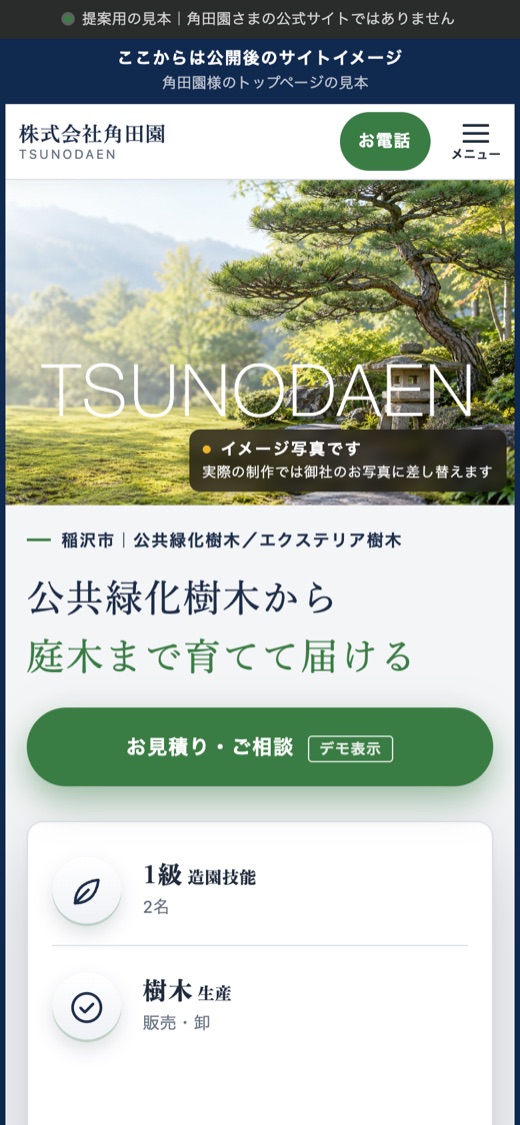 提案用の見本｜角田園さまの公式サイトではありません
ここからは公開後のサイトイメージ
角田園様のトップページの見本
株式会社角田園
TSUNODAEN
お電話
メニュー
TSUNODAEN
イメージ写真です
実際の制作では御社のお写真に差し替えます
稲沢市｜公共緑化樹木／エクステリア樹木
公共緑化樹木から
庭木まで育てて届ける
お見積り・ご相談 デモ表示
1級 造園技能
2名
樹木 生産
販売・卸